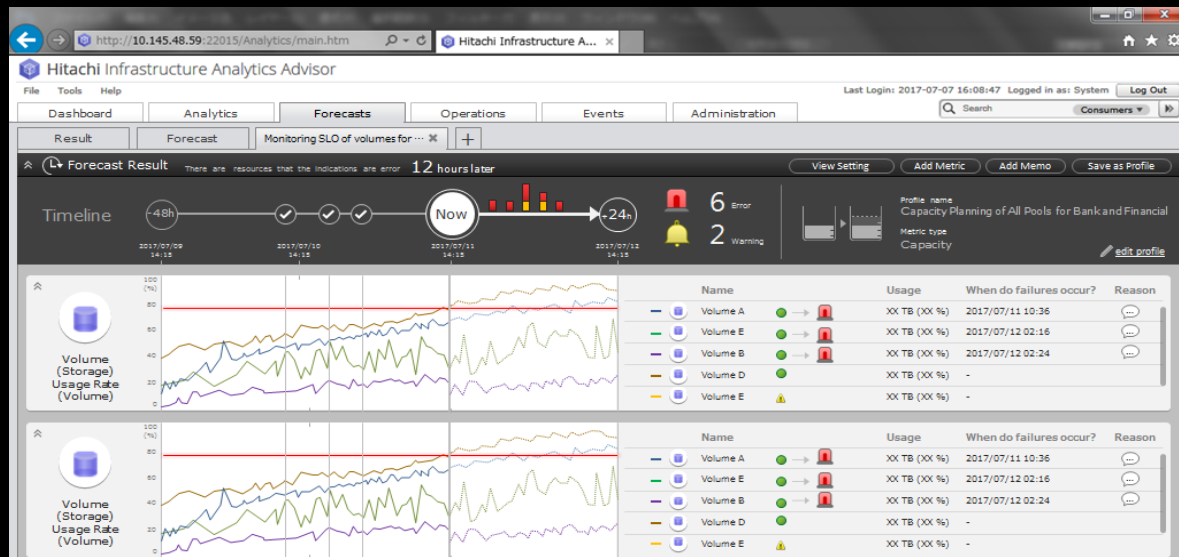 http://10.145.48.59:22015/Analytics/main.htm
Hitachi Infrastructure A...
Hitachi Infrastructure Analytics Advisor
File Tools Help
Last Login: 2017-07-07 16:08:47 Logged in as: System Log Out
Dashboard Analytics Forecasts Operations Events Administration
Search Consumers
Result Forecast Monitoring SLO of volumes for ...
Forecast Result There are resources that the indications are error 12 hours later
View Setting Add Metric Add Memo Save as Profile
Timeline -48h Now +24h
6 Error
2 Warning
2017/07/09 14:15
2017/07/10 14:15
2017/07/11 14:15
2017/07/12 14:15
Profile name
Capacity Planning of All Pools for Bank and Financial
Metric type
Capacity
edit profile
Volume
(Storage)
Usage Rate
(Volume)
100
(%)
80
60
40
20
0
Name Usage When do failures occur? Reason
Volume A XX TB (XX %) 2017/07/11 10:36
Volume E XX TB (XX %) 2017/07/12 02:16
Volume B XX TB (XX %) 2017/07/12 02:24
Volume D XX TB (XX %) -
Volume E XX TB (XX %) -
Volume
(Storage)
Usage Rate
(Volume)
100
(%)
80
60
40
20
0
Name Usage When do failures occur? Reason
Volume A XX TB (XX %) 2017/07/11 10:36
Volume E XX TB (XX %) 2017/07/12 02:16
Volume B XX TB (XX %) 2017/07/12 02:24
Volume D XX TB (XX %) -
Volume E XX TB (XX %) -